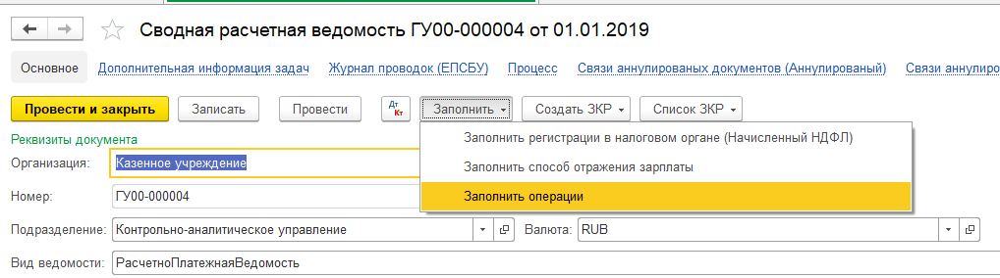 Сводная расчетная ведомость ГУ00-000004 от 01.01.2019
Основное Дополнительная информация задач Журнал проводок (ЕПСБУ) Процесс Связи аннулированых документов (Аннулированый) Связи аннулиро
Провести и закрыть Записать Провести Дт Кт Заполнить Создать ЗКР Список ЗКР
Реквизиты документа
Заполнить регистрации в налоговом органе (Начисленный НДФЛ)
Организация: Казенное учреждение
Заполнить способ отражения зарплаты
Номер: ГУ00-000004
Заполнить операции
Подразделение: Контрольно-аналитическое управление Валюта: RUB
Вид ведомости: РасчетноПлатежнаяВедомость